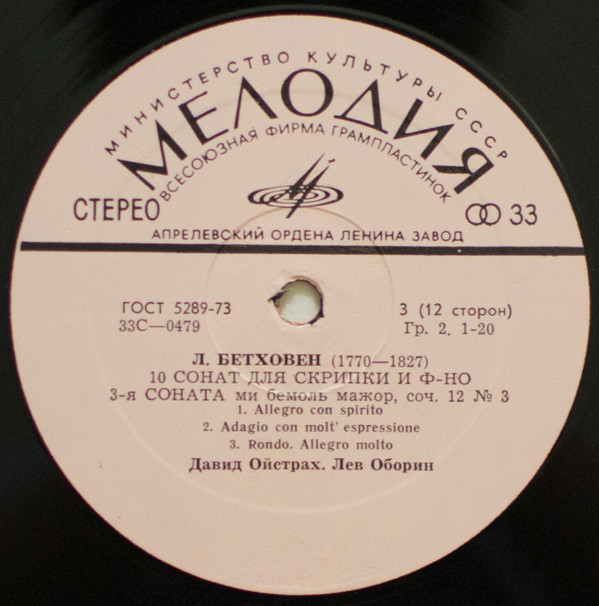 МИНИСТЕРСТВО КУЛЬТУРЫ СССР
МЕЛОДИЯ
ВСЕСОЮЗНАЯ ФИРМА ГРАМПЛАСТИНОК
СТЕРЕО
33
АПРЕЛЕВСКИЙ ОРДЕНА ЛЕНИНА ЗАВОД
ГОСТ 5289-73
3 (12 сторон)
33С—0479
Гр. 2. 1-20
Л. БЕТХОВЕН (1770—1827)
10 СОНАТ ДЛЯ СКРИПКИ И Ф-НО
3-я СОНАТА ми бемоль мажор, соч. 12 № 3
1. Allegro con spirito
2. Adagio con molt' espressione
3. Rondo. Allegro molto
Давид Ойстрах. Лев Оборин